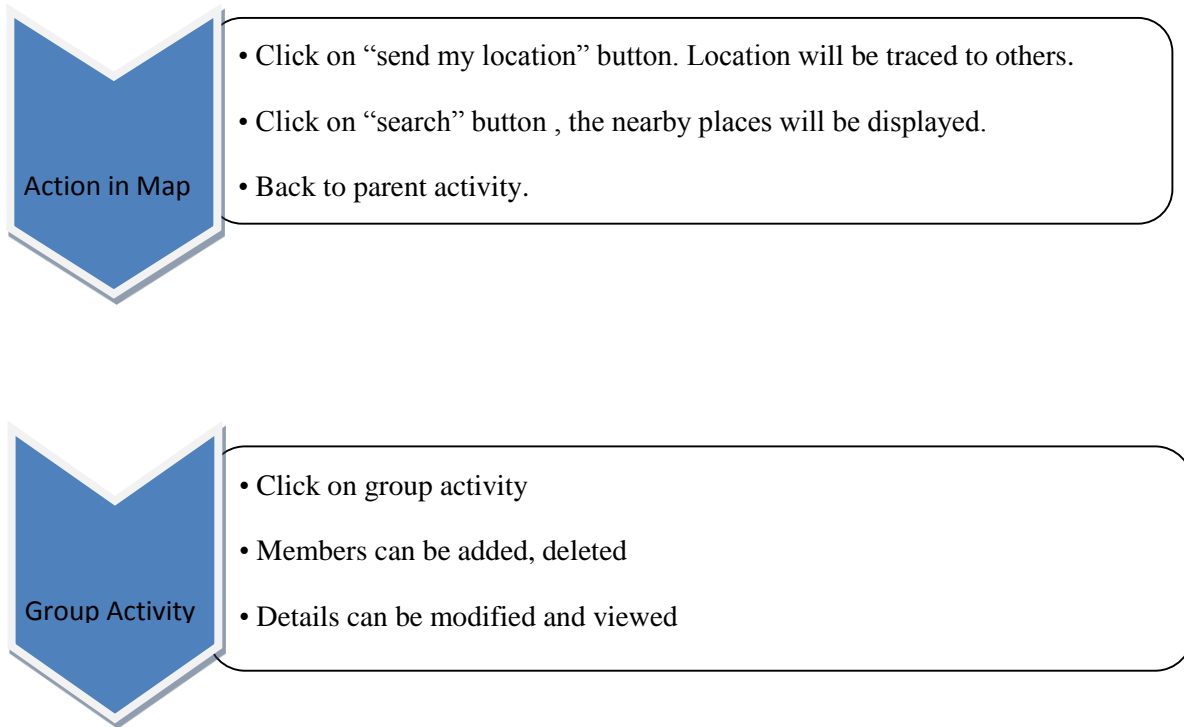 Action in Map
• Click on “send my location” button. Location will be traced to others.
• Click on “search” button , the nearby places will be displayed.
• Back to parent activity.
Group Activity
• Click on group activity
• Members can be added, deleted
• Details can be modified and viewed